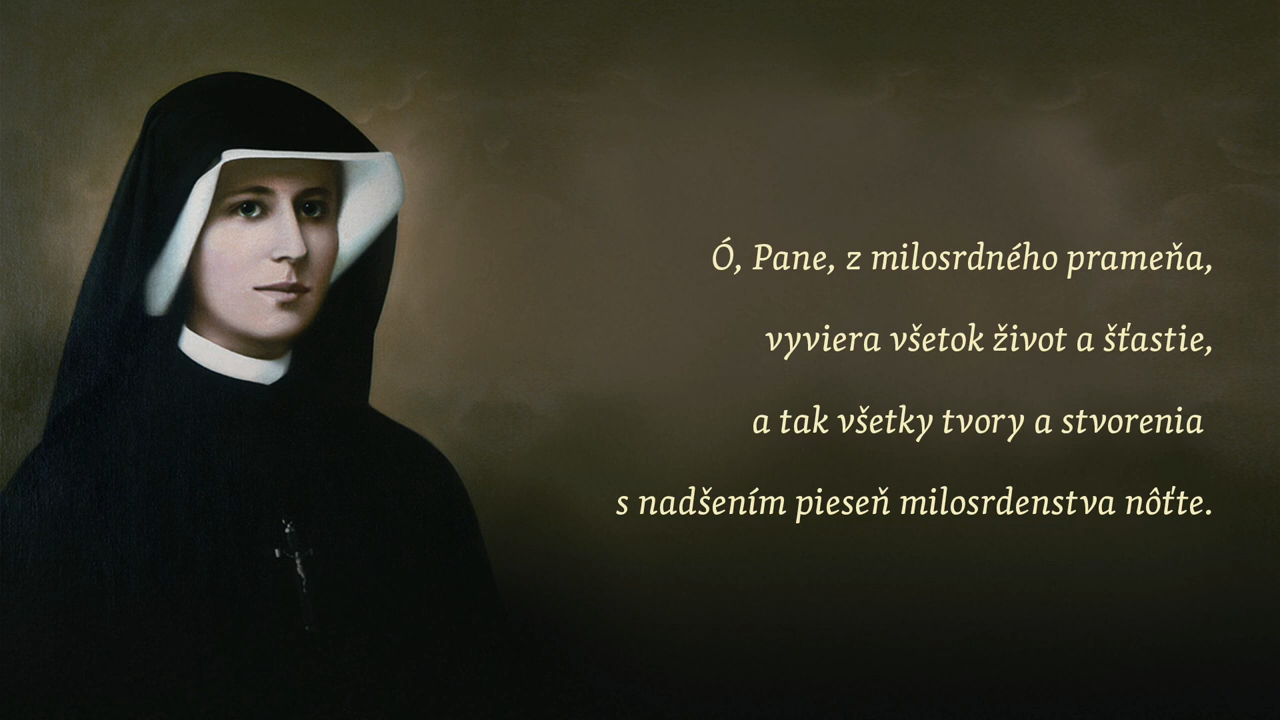 Ó, Pane, z milosrdného prameňa,
vyviera všetok život a šťastie,
a tak všetky tvory a stvorenia
s nadšením pieseň milosrdenstva nôťte.